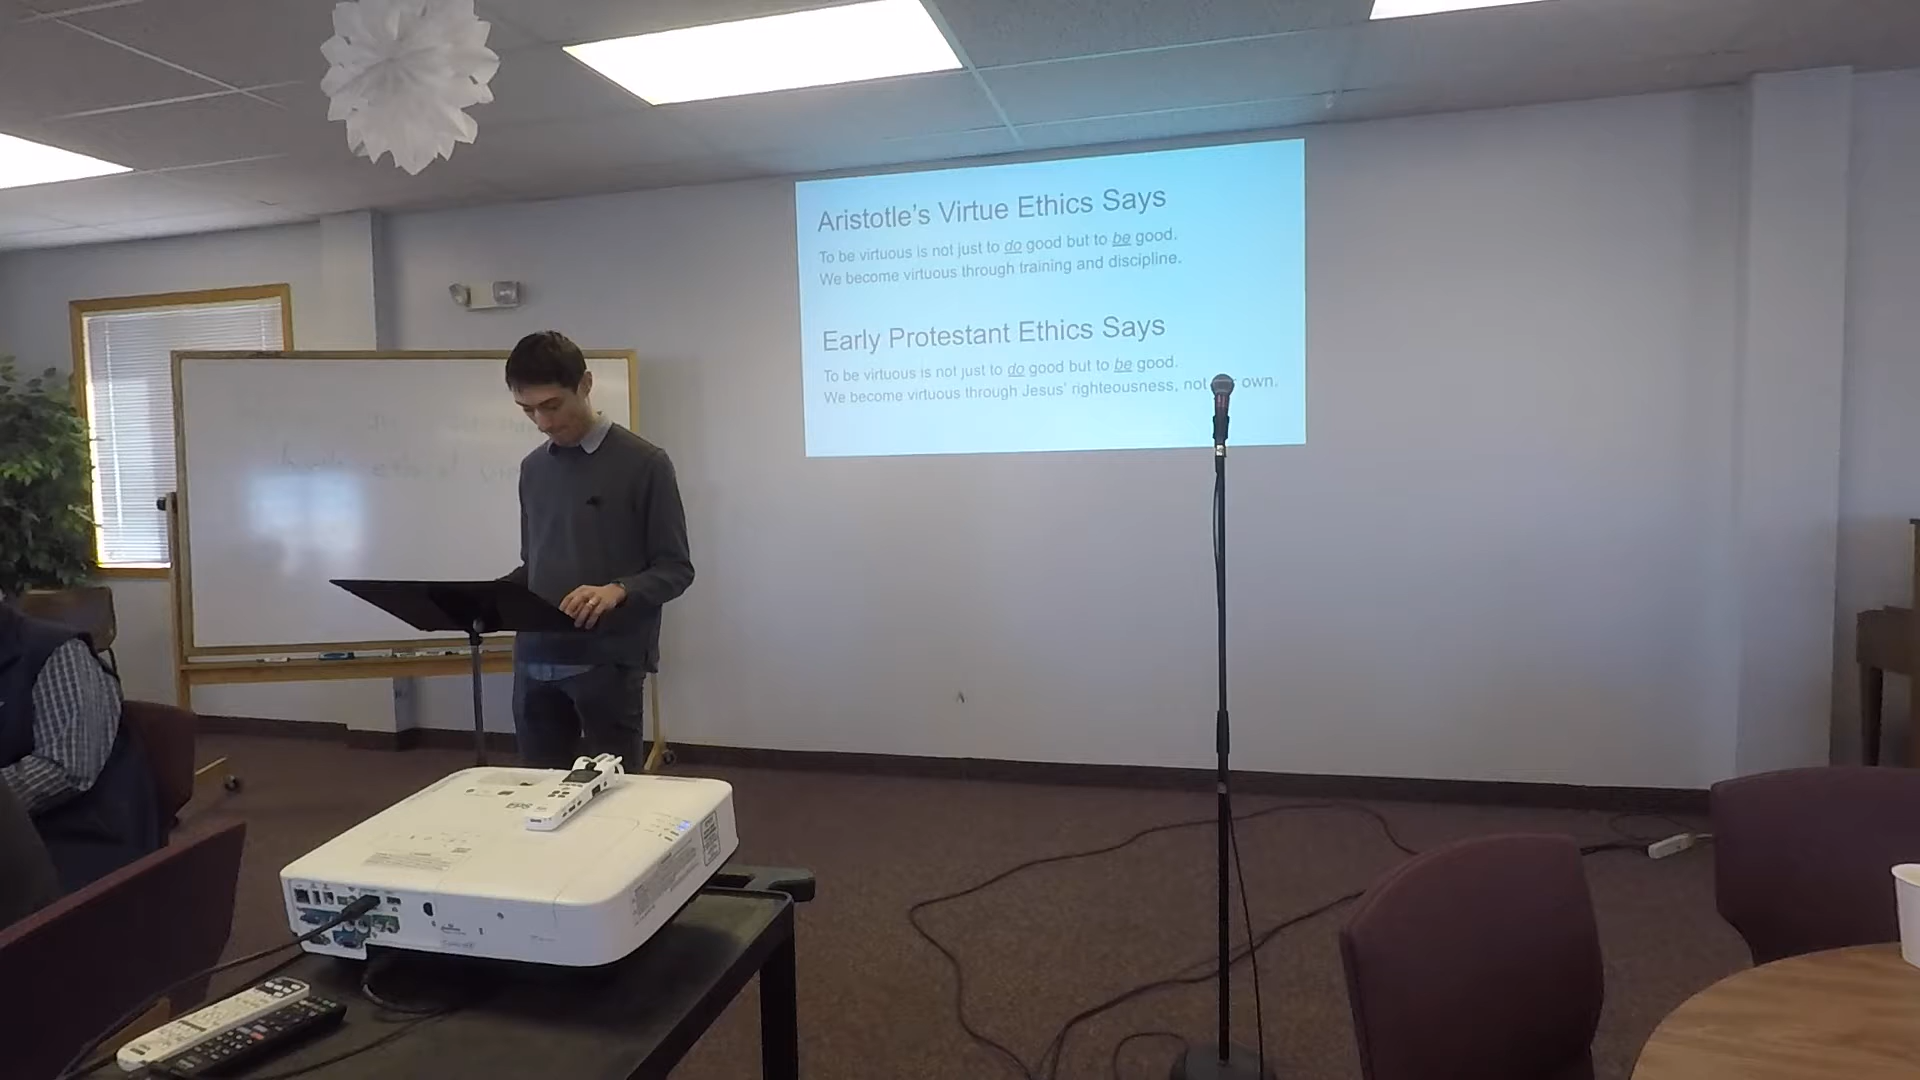 Aristotle's Virtue Ethics Says
To be virtuous is not just to do good but to be good.
We become virtuous through training and discipline.
Early Protestant Ethics Says
To be virtuous is not just to do good but to be good.
We become virtuous through Jesus' righteousness, not own.